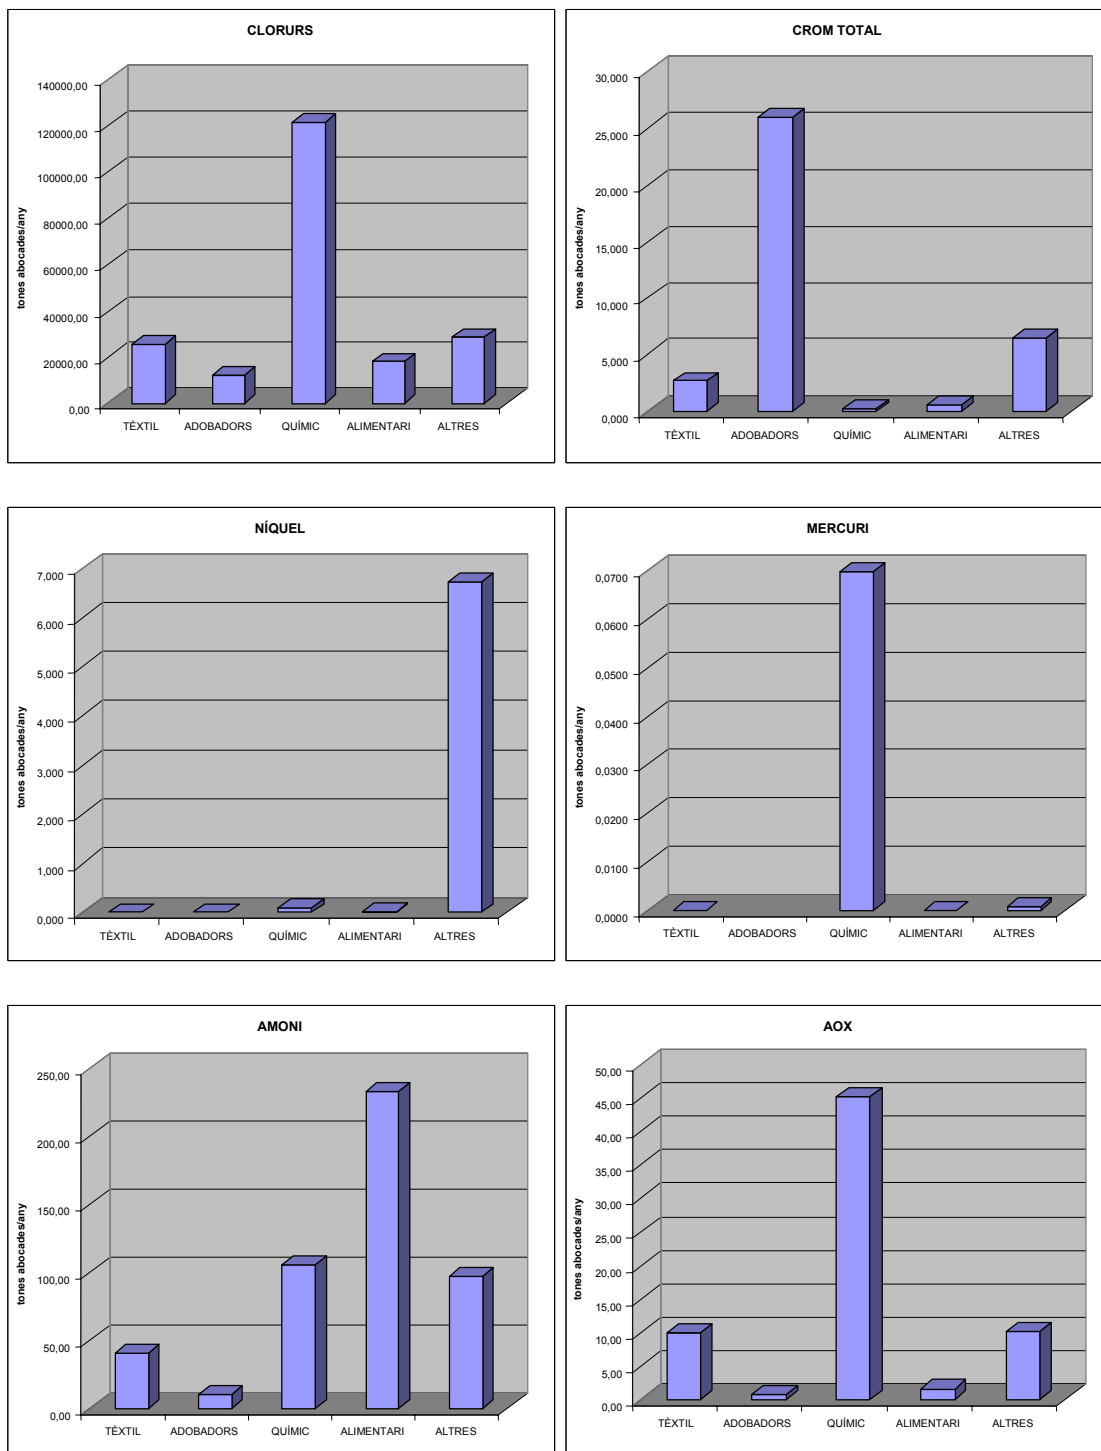 CLORURS
tones abocades/any
140000,00
120000,00
100000,00
80000,00
60000,00
40000,00
20000,00
0,00
TÈXTIL ADOBADORS QUÍMIC ALIMENTARI ALTRES
CROM TOTAL
tones abocades/any
30,000
25,000
20,000
15,000
10,000
5,000
0,000
TÈXTIL ADOBADORS QUÍMIC ALIMENTARI ALTRES
NÍQUEL
tones abocades/any
7,000
6,000
5,000
4,000
3,000
2,000
1,000
0,000
TÈXTIL ADOBADORS QUÍMIC ALIMENTARI ALTRES
MERCURI
tones abocades/any
0,0700
0,0600
0,0500
0,0400
0,0300
0,0200
0,0100
0,0000
TÈXTIL ADOBADORS QUÍMIC ALIMENTARI ALTRES
AMONI
tones abocades/any
250,00
200,00
150,00
100,00
50,00
0,00
TÈXTIL ADOBADORS QUÍMIC ALIMENTARI ALTRES
AOX
tones abocades/any
50,00
45,00
40,00
35,00
30,00
25,00
20,00
15,00
10,00
5,00
0,00
TÈXTIL ADOBADORS QUÍMIC ALIMENTARI ALTRES